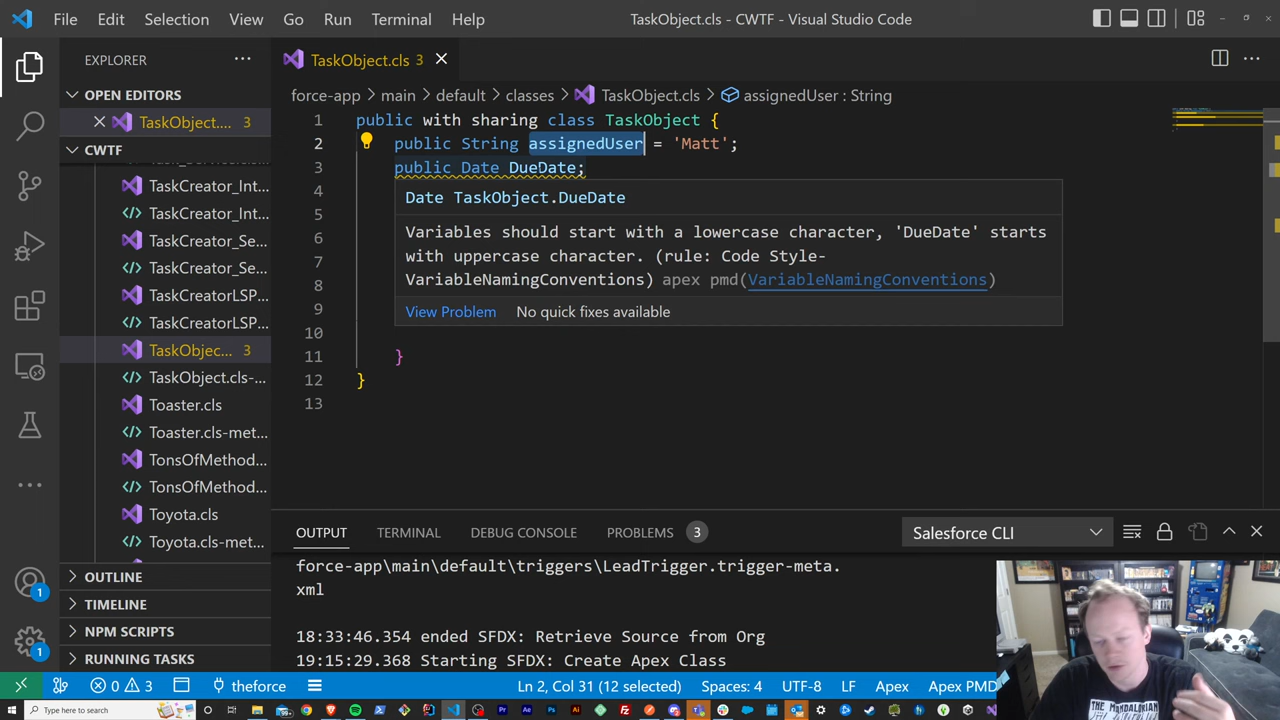 File Edit Selection View Go Run Terminal Help TaskObject.cls - CWTF - Visual Studio Code
EXPLORER ···
TaskObject.cls 3
OPEN EDITORS
TaskObject.... 3
CWTF
TaskCreator_Int...
TaskCreator_Int...
TaskCreator_Se...
TaskCreator_Se...
TaskCreatorLSP...
TaskCreatorLSP...
TaskObjec... 3
TaskObject.cls-...
Toaster.cls
Toaster.cls-met...
TonsOfMethod...
TonsOfMethod...
Toyota.cls
Toyota.cls-met...
OUTLINE
TIMELINE
NPM SCRIPTS
RUNNING TASKS
force-app > main > default > classes > TaskObject.cls > assignedUser : String
1 public with sharing class TaskObject {
2 public String assignedUser = 'Matt';
3 public Date DueDate;
4
5
6
7
8
9
10
11 }
12 }
13
Date TaskObject.DueDate
Variables should start with a lowercase character, 'DueDate' starts
with uppercase character. (rule: Code Style-
VariableNamingConventions) apex pmd(VariableNamingConventions)
View Problem No quick fixes available
OUTPUT TERMINAL DEBUG CONSOLE PROBLEMS 3 Salesforce CLI
force-app\main\default\triggers\LeadTrigger.trigger-meta.
xml
18:33:46.354 ended SFDX: Retrieve Source from Org
19:15:29.368 Starting SFDX: Create Apex Class
1
1
0 3 theforce Ln 2, Col 31 (12 selected) Spaces: 4 UTF-8 LF Apex Apex PMD
THE MANDALORIAN
Type here to search